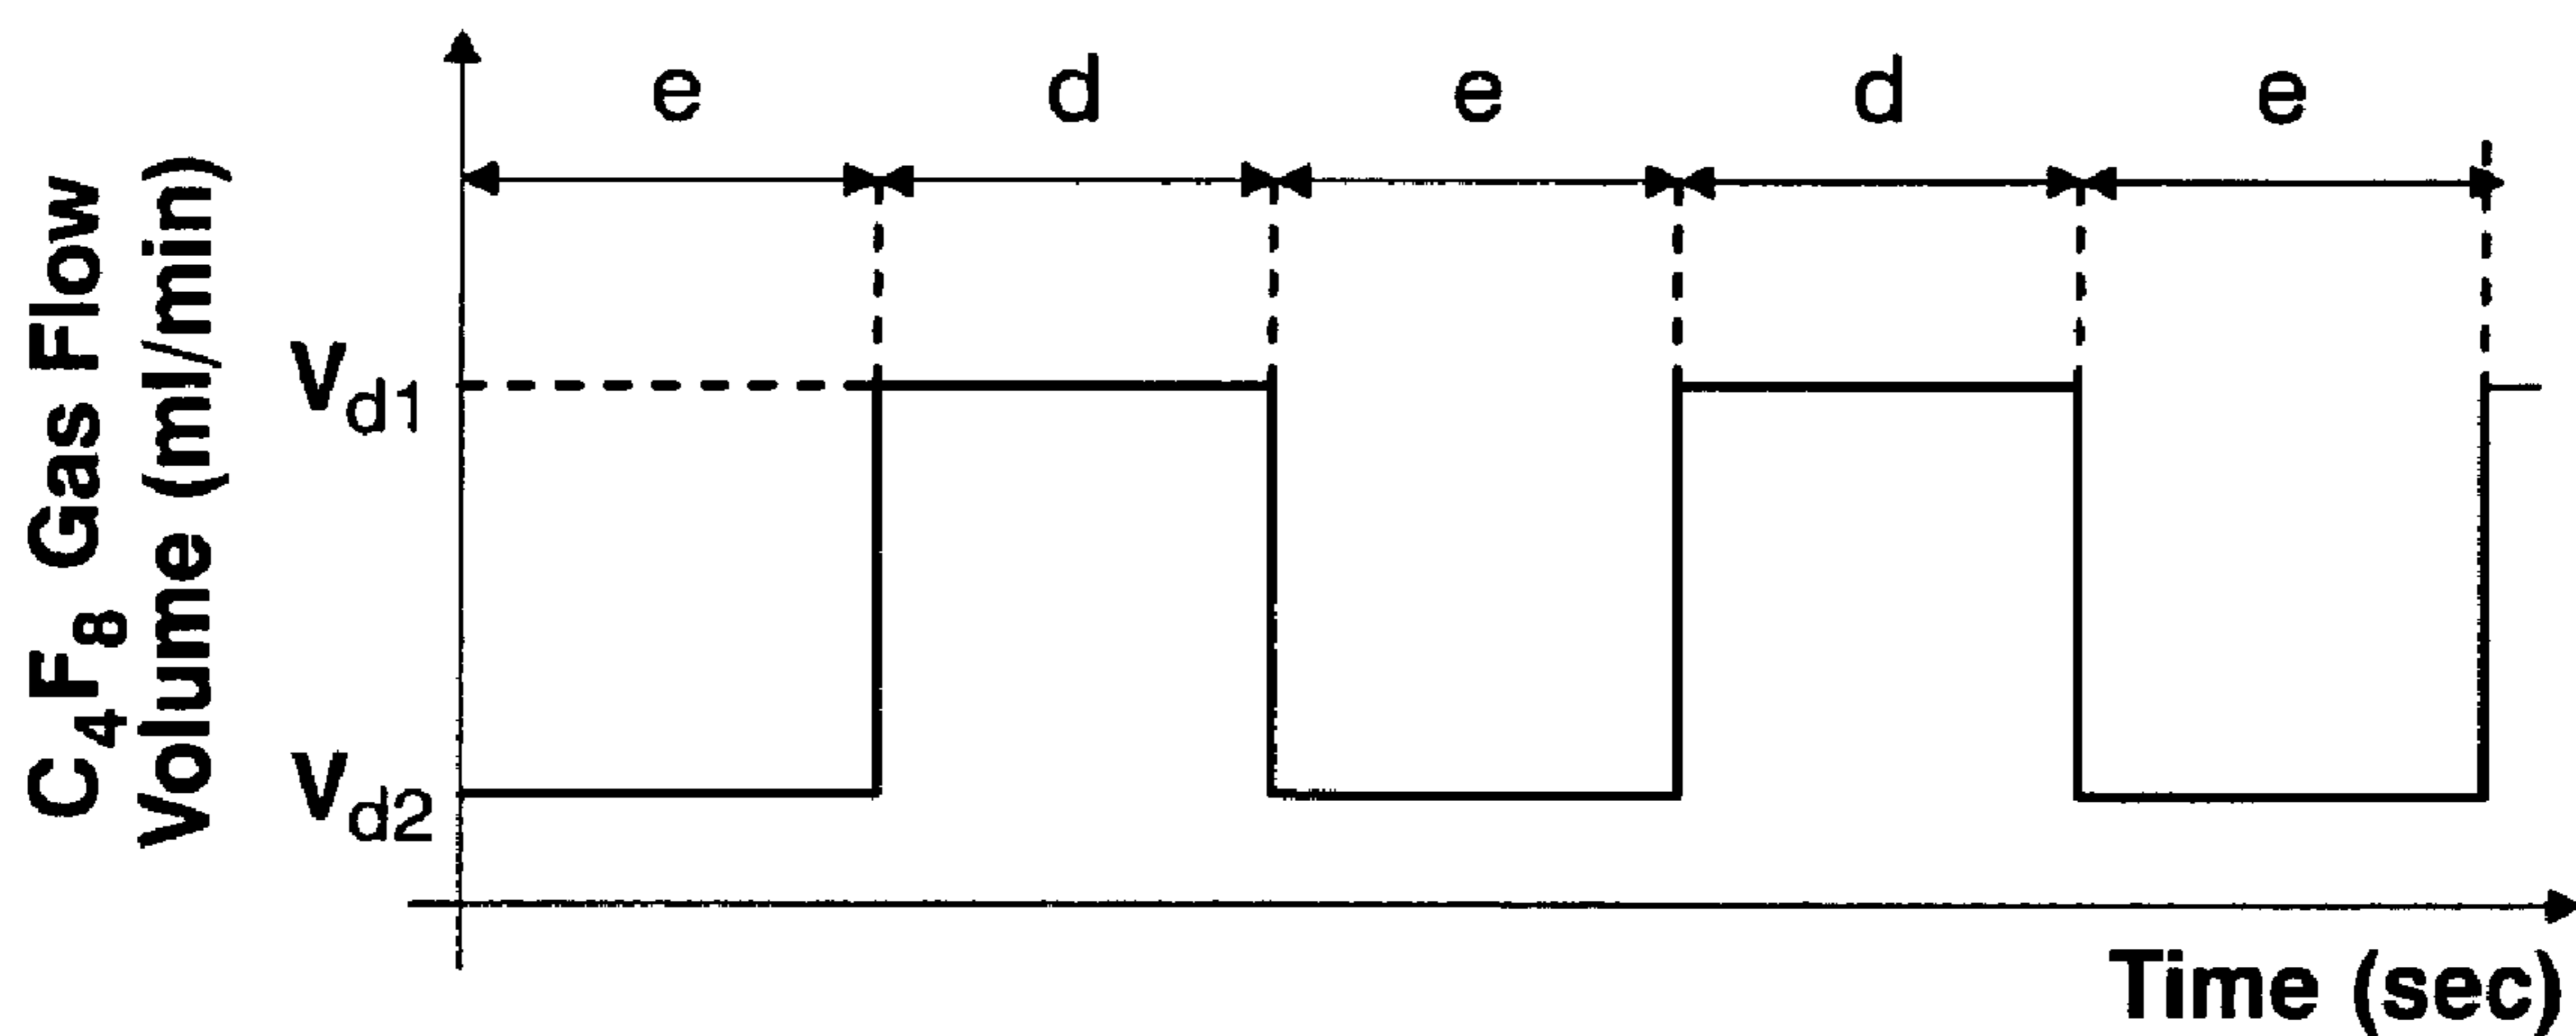 e d e d e
C4F8 Gas Flow
Volume (ml/min)
Vd1
Vd2
Time (sec)